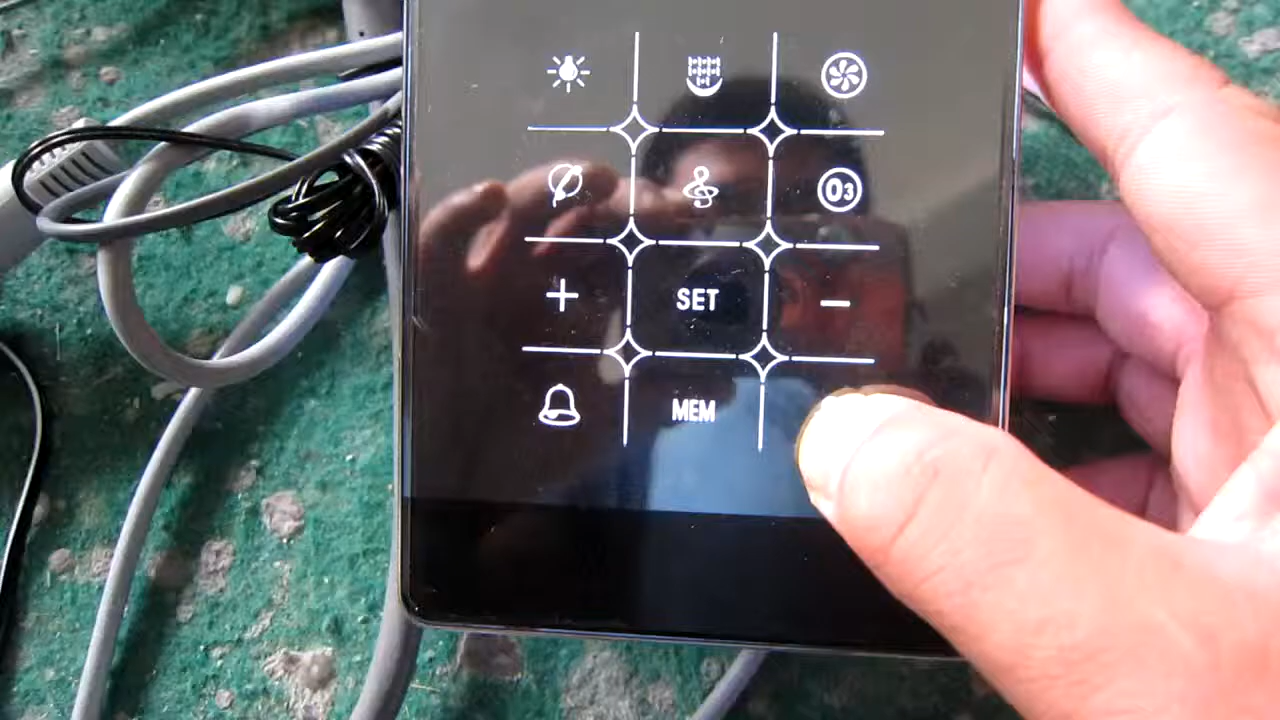 O3
+ SET −
MEM